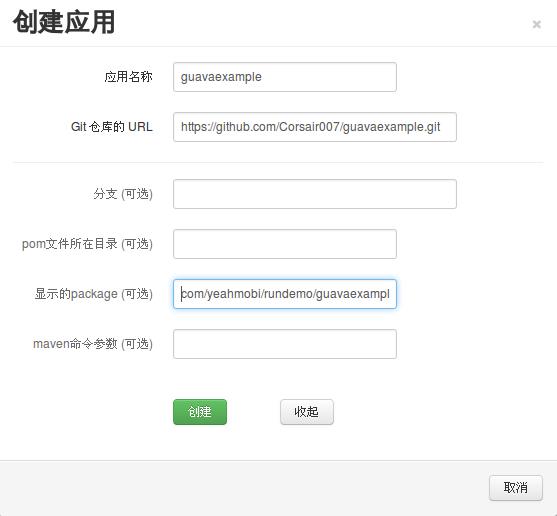 创建应用 ×
应用名称 guavaexample
Git 仓库的 URL https://github.com/Corsair007/guavaexample.git
分支 (可选)
pom文件所在目录 (可选)
显示的package (可选) com/yeahmobi/rundemo/guavaexampl
maven命令参数 (可选)
创建 收起
取消